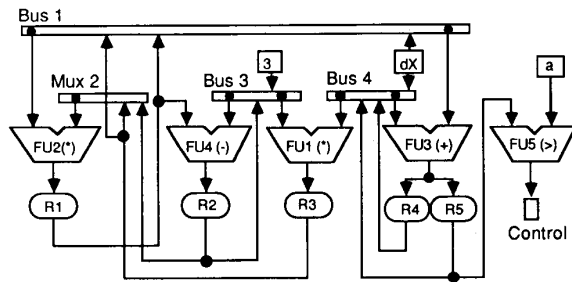 Bus 1
Mux 2
Bus 3
3
Bus 4
dX
a
FU2(*)
FU4 (-)
FU1 (*)
FU3 (+)
FU5 (>)
R1
R2
R3
R4
R5
Control